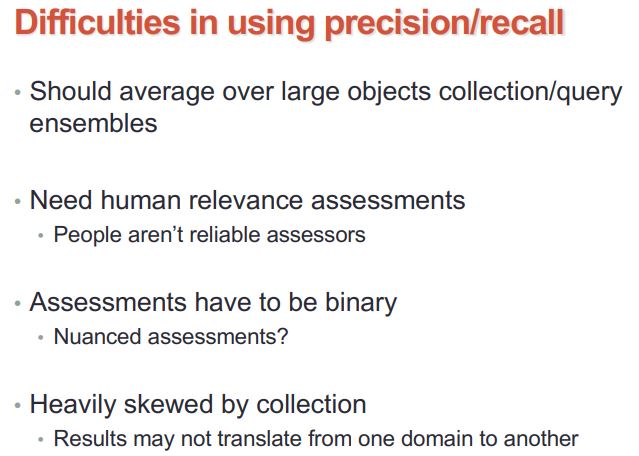 Difficulties in using precision/recall
• Should average over large objects collection/query
ensembles
• Need human relevance assessments
• People aren’t reliable assessors
• Assessments have to be binary
• Nuanced assessments?
• Heavily skewed by collection
• Results may not translate from one domain to another